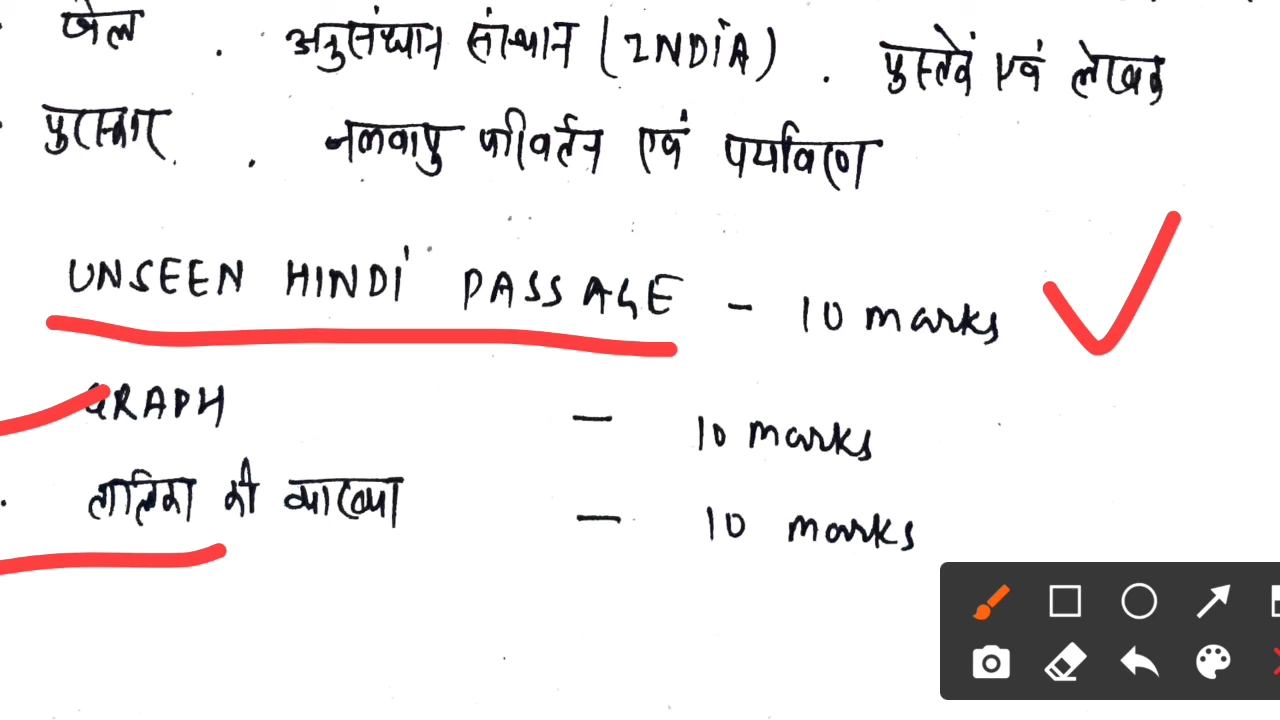 खेल . अनुसंधान संस्थान (INDIA) . पुस्तकें एवं लेखक
पुरस्कार . जलवायु परिवर्तन एवं पर्यावरण
UNSEEN HINDI PASSAGE - 10 marks
GRAPH - 10 marks
. तालिका की व्याख्या - 10 marks